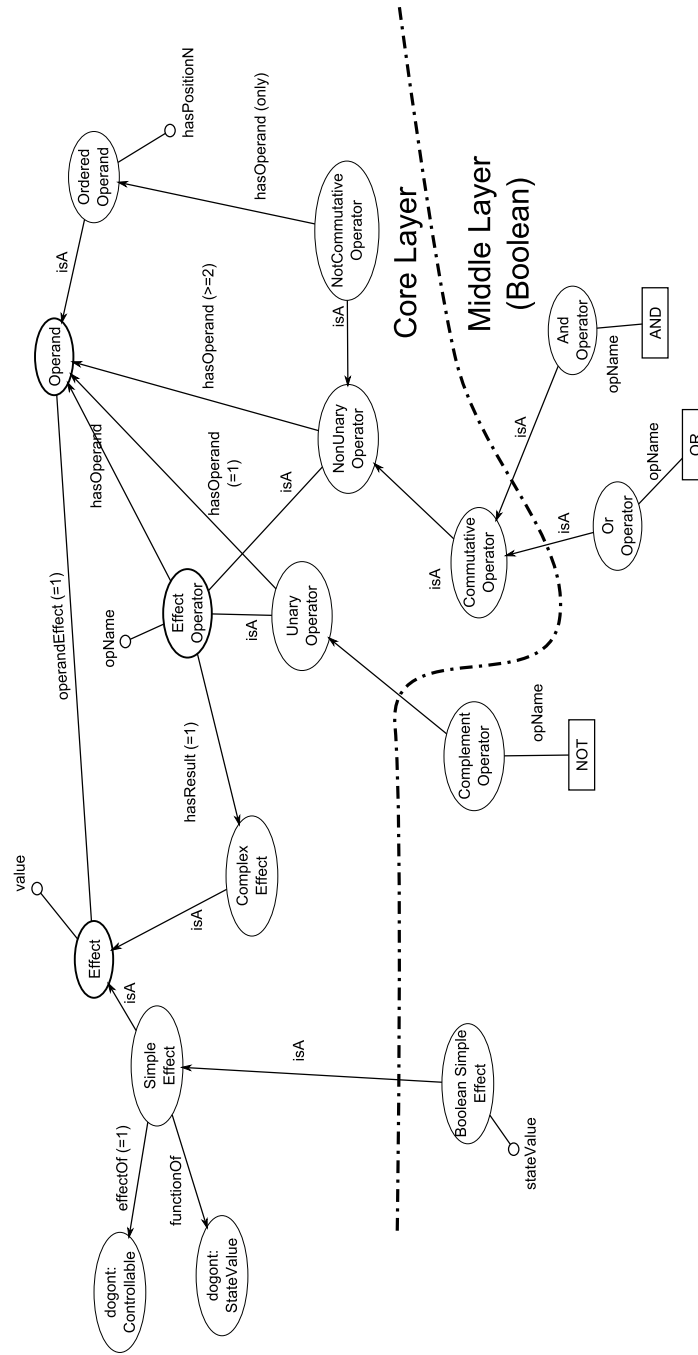 value
operandEffect (=1)
Operand
isA
Effect
hasOperand
opName
Ordered
Operand
dogont:
Controllable
effectOf (=1)
isA
Simple
Effect
functionOf
isA
hasResult (=1)
Effect
Operator
hasPositionN
hasOperand (>=2)
hasOperand
(=1)
dogont:
StateValue
Complex
Effect
isA
isA
hasOperand (only)
Unary
Operator
isA
NonUnary
Operator
isA
NotCommutative
Operator
Core Layer
isA
Boolean Simple
Effect
Complement
Operator
Commutative
Operator
Middle Layer
(Boolean)
stateValue
opName
isA
isA
And
Operator
NOT
Or
Operator
opName
opName
AND
OR